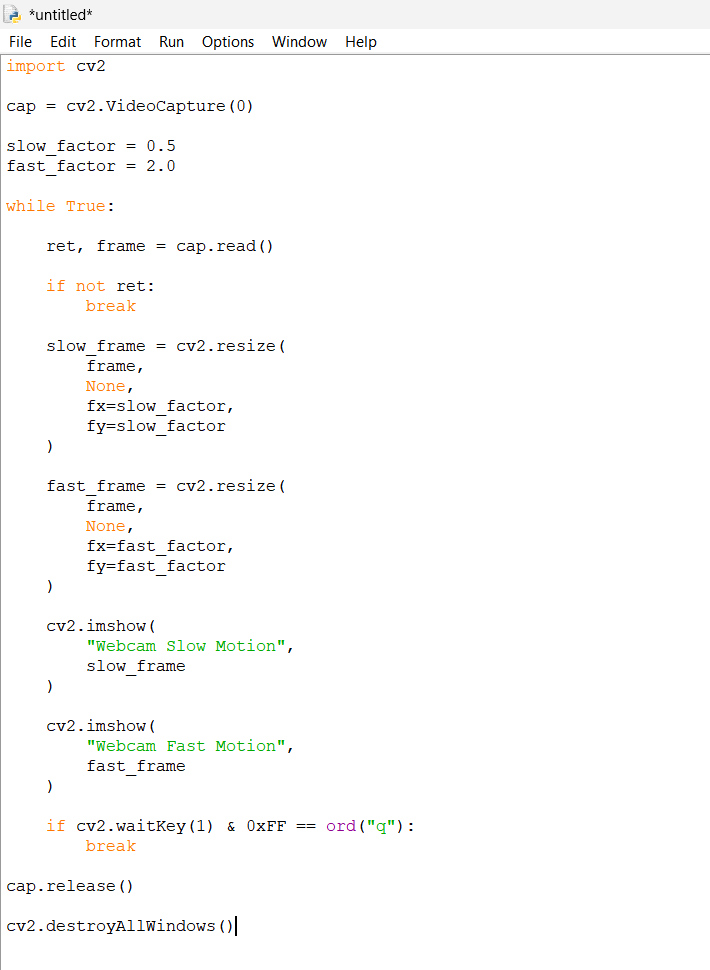 *untitled*
File Edit Format Run Options Window Help
import cv2

cap = cv2.VideoCapture(0)

slow_factor = 0.5
fast_factor = 2.0

while True:

    ret, frame = cap.read()

    if not ret:
        break

    slow_frame = cv2.resize(
        frame,
        None,
        fx=slow_factor,
        fy=slow_factor
    )

    fast_frame = cv2.resize(
        frame,
        None,
        fx=fast_factor,
        fy=fast_factor
    )

    cv2.imshow(
        "Webcam Slow Motion",
        slow_frame
    )

    cv2.imshow(
        "Webcam Fast Motion",
        fast_frame
    )

    if cv2.waitKey(1) & 0xFF == ord("q"):
        break

cap.release()

cv2.destroyAllWindows()